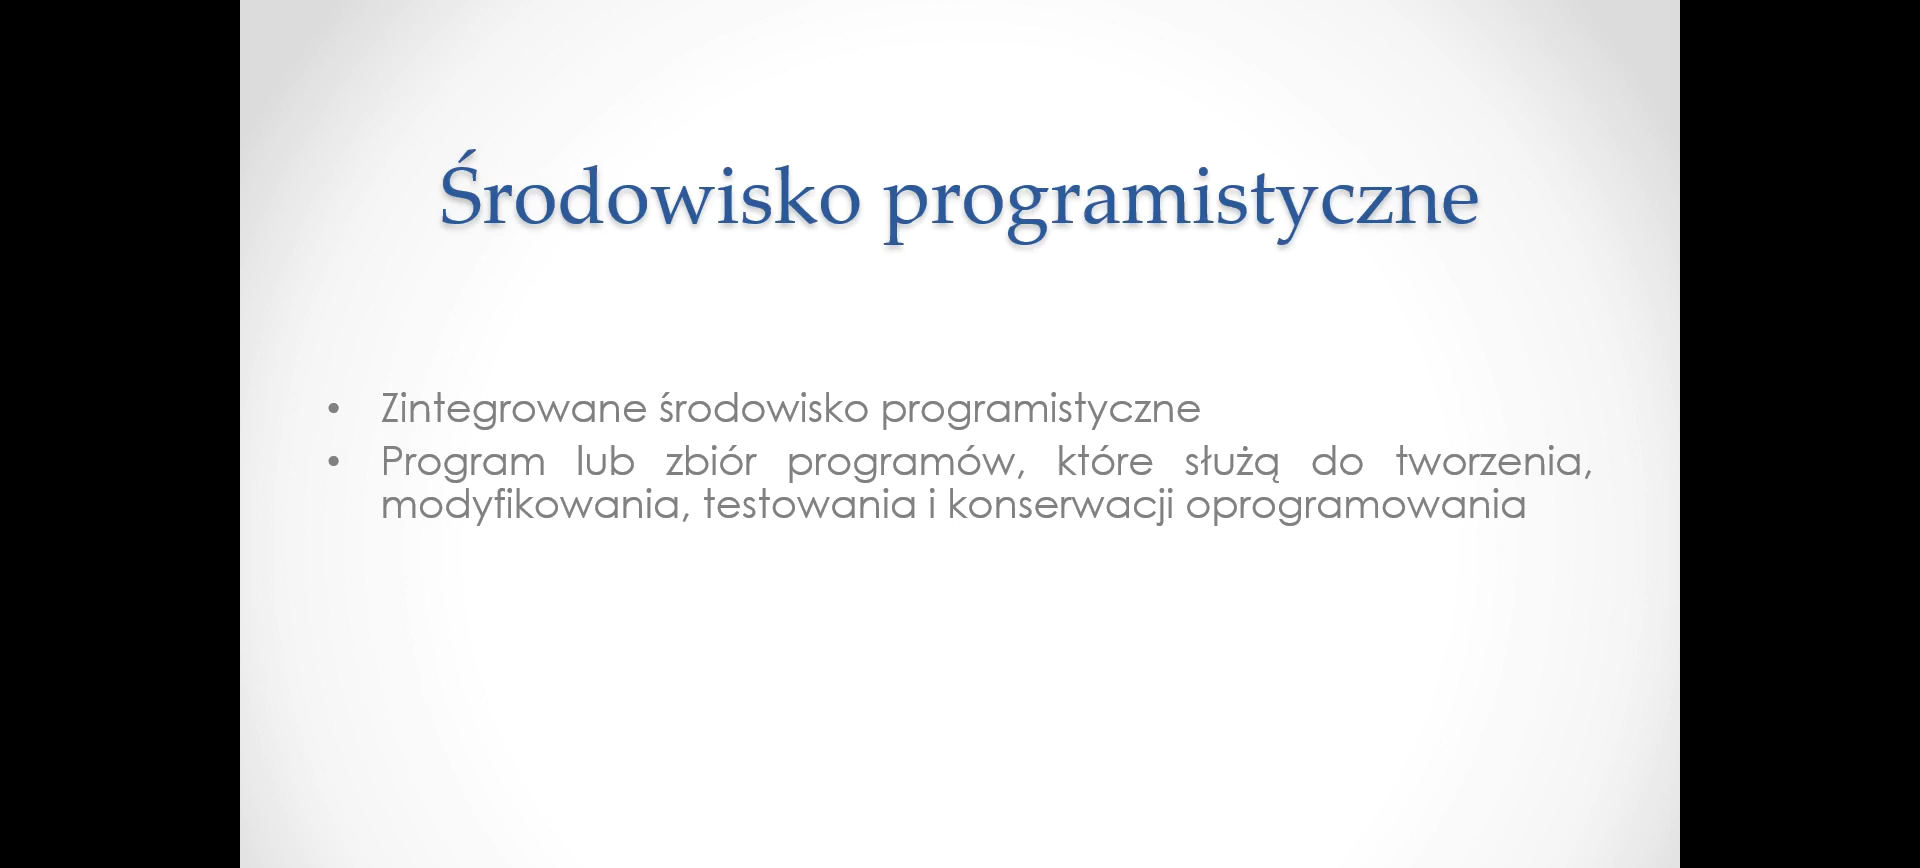 Środowisko programistyczne
• Zintegrowane środowisko programistyczne
• Program lub zbiór programów, które służą do tworzenia,
modyfikowania, testowania i konserwacji oprogramowania